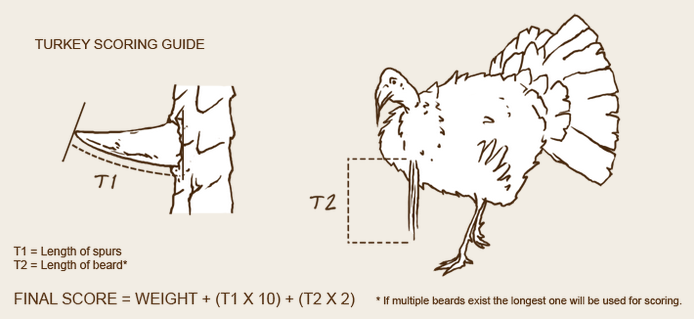 TURKEY SCORING GUIDE
T1
T2
T1 = Length of spurs
T2 = Length of beard*
FINAL SCORE = WEIGHT + (T1 X 10) + (T2 X 2)
* If multiple beards exist the longest one will be used for scoring.